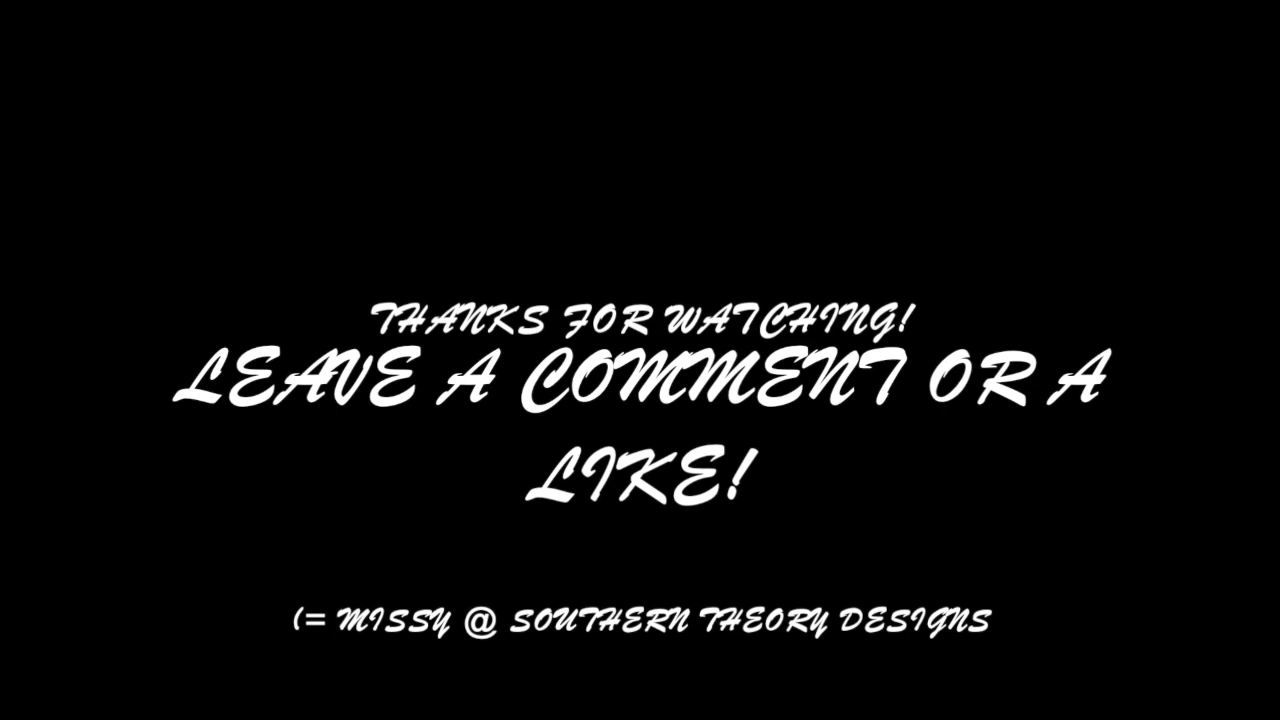 THANKS FOR WATCHING!
LEAVE A COMMENT OR A
LIKE!
(= MISSY @ SOUTHERN THEORY DESIGNS